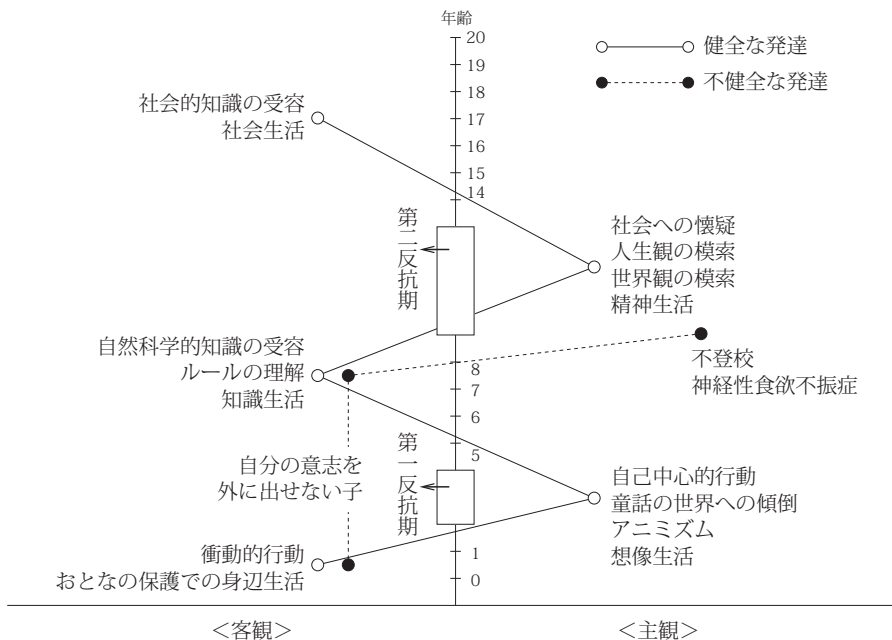 年齢
20
19
18
17
16
15
14
8
7
6
5
1
0
健全な発達
不健全な発達
社会的知識の受容
社会生活
第二反抗期
社会への懐疑
人生観の模索
世界観の模索
精神生活
自然科学的知識の受容
ルールの理解
知識生活
不登校
神経性食欲不振症
自分の意志を
外に出せない子
第一反抗期
自己中心的行動
童話の世界への傾倒
アニミズム
想像生活
衝動的行動
おとなの保護での身辺生活
<客観>
<主観>